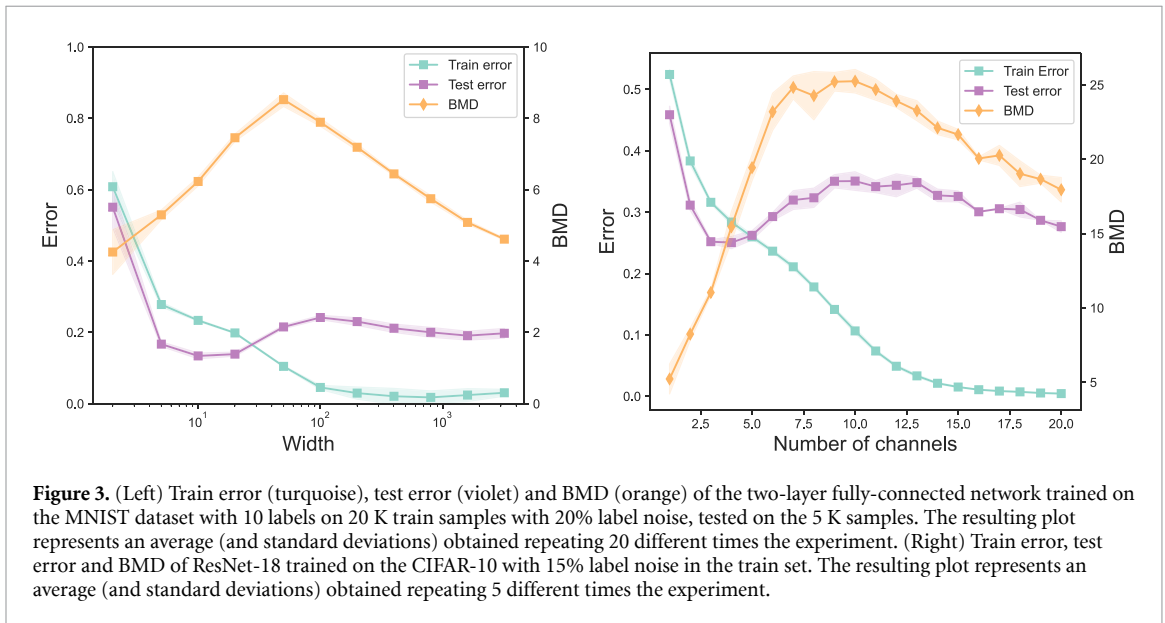 1.0
0.8
0.6
0.4
0.2
0.0
Error
10
8
6
4
2
0
BMD
Train error
Test error
BMD
10¹
10²
10³
Width
0.5
0.4
0.3
0.2
0.1
0.0
Error
25
20
15
10
5
BMD
Train Error
Test error
BMD
2.5 5.0 7.5 10.0 12.5 15.0 17.5 20.0
Number of channels
Figure 3. (Left) Train error (turquoise), test error (violet) and BMD (orange) of the two-layer fully-connected network trained on
the MNIST dataset with 10 labels on 20 K train samples with 20% label noise, tested on the 5 K samples. The resulting plot
represents an average (and standard deviations) obtained repeating 20 different times the experiment. (Right) Train error, test
error and BMD of ResNet-18 trained on the CIFAR-10 with 15% label noise in the train set. The resulting plot represents an
average (and standard deviations) obtained repeating 5 different times the experiment.